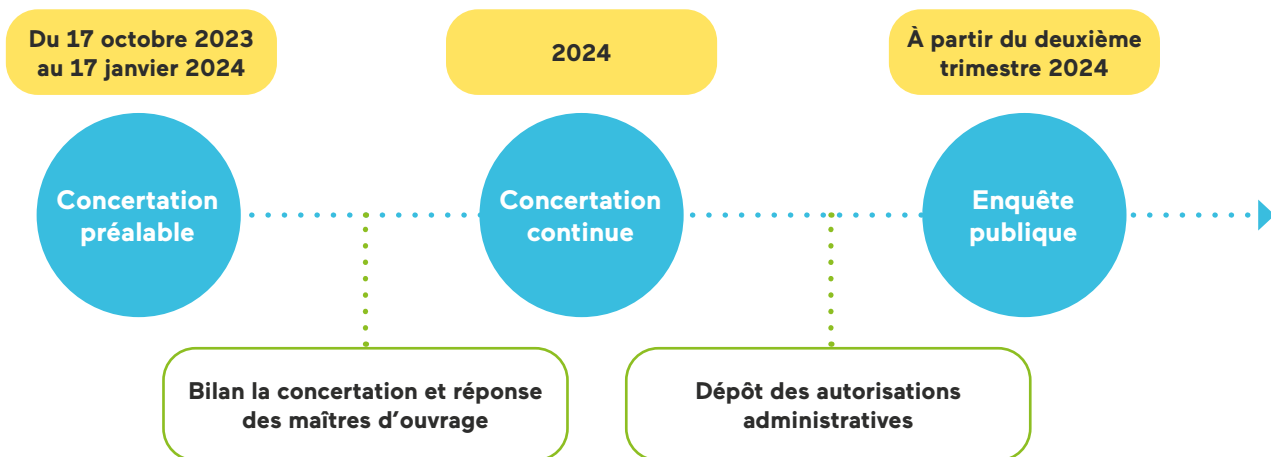 Du 17 octobre 2023
au 17 janvier 2024
2024
À partir du deuxième
trimestre 2024
Concertation
préalable
Concertation
continue
Enquête
publique
Bilan la concertation et réponse
des maîtres d’ouvrage
Dépôt des autorisations
administratives